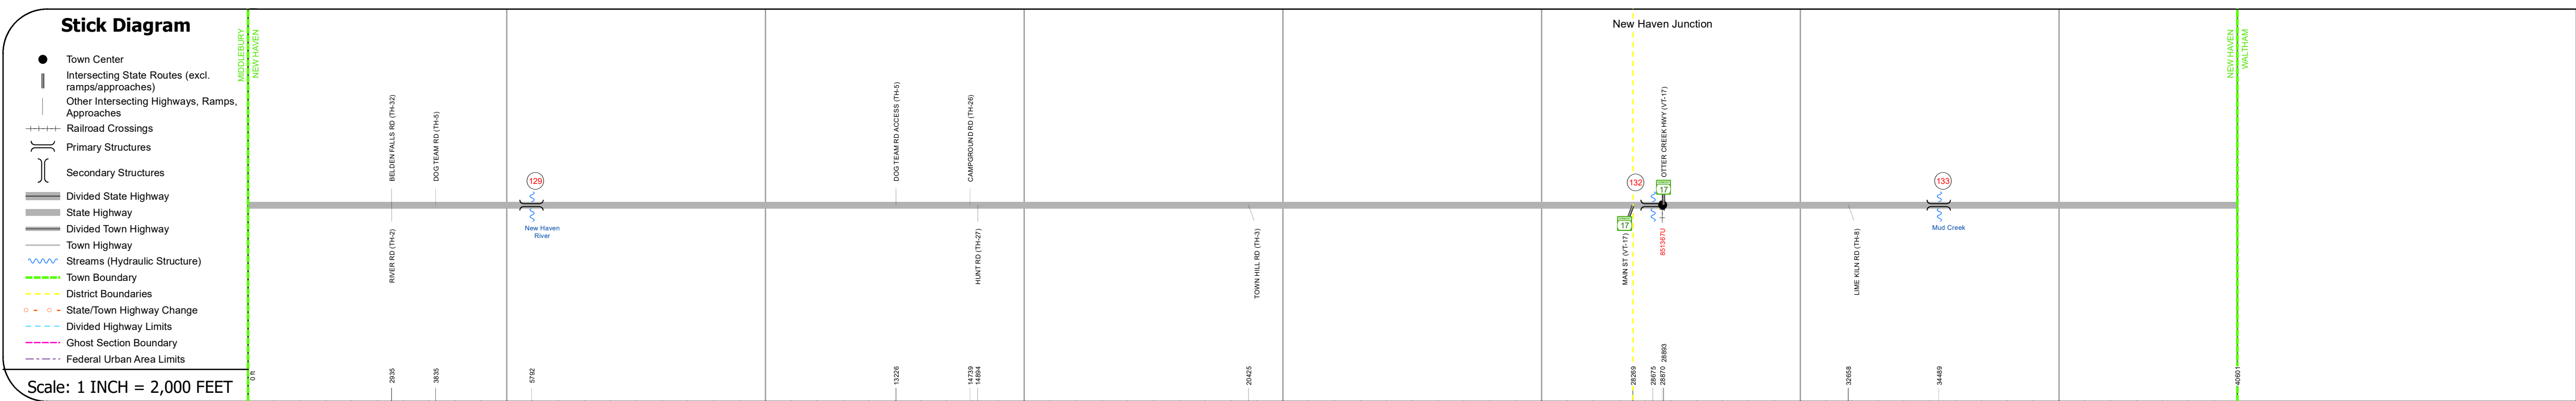 Stick Diagram
Town Center
Intersecting State Routes (excl.
ramps/approaches)
Other Intersecting Highways, Ramps,
Approaches
Railroad Crossings
Primary Structures
Secondary Structures
Divided State Highway
State Highway
Divided Town Highway
Town Highway
Streams (Hydraulic Structure)
Town Boundary
District Boundaries
State/Town Highway Change
Divided Highway Limits
Ghost Section Boundary
Federal Urban Area Limits
Scale: 1 INCH = 2,000 FEET
MIDDLEBURY
NEW HAVEN
0 ft
BELDEN FALLS RD (TH-32)
RIVER RD (TH-2)
2935
DOG TEAM RD (TH-5)
3835
129
New Haven
River
5792
DOG TEAM RD ACCESS (TH-5)
13226
CAMPGROUND RD (TH-26)
14739
HUNT RD (TH-27)
14894
TOWN HILL RD (TH-3)
20425
New Haven Junction
132
17
MAIN ST (VT-17)
28269
28675
OTTER CREEK HWY (VT-17)
17
851367U
28870
28893
LIME KILN RD (TH-8)
32658
133
Mud Creek
34489
NEW HAVEN
WALTHAM
40601